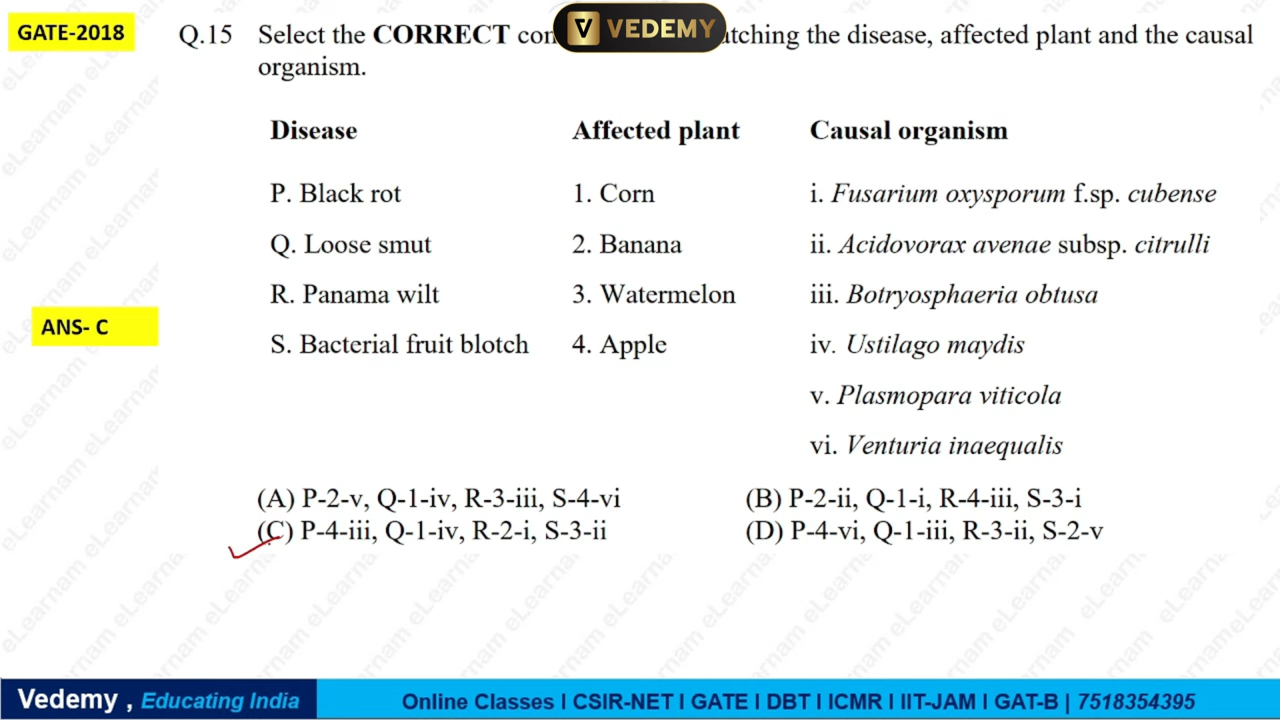 GATE-2018
VEDEMY
Q.15 Select the CORRECT con tching the disease, affected plant and the causal
organism.
Disease Affected plant Causal organism
P. Black rot 1. Corn i. Fusarium oxysporum f.sp. cubense
Q. Loose smut 2. Banana ii. Acidovorax avenae subsp. citrulli
R. Panama wilt 3. Watermelon iii. Botryosphaeria obtusa
ANS- C
S. Bacterial fruit blotch 4. Apple iv. Ustilago maydis
v. Plasmopara viticola
vi. Venturia inaequalis
(A) P-2-v, Q-1-iv, R-3-iii, S-4-vi (B) P-2-ii, Q-1-i, R-4-iii, S-3-i
(C) P-4-iii, Q-1-iv, R-2-i, S-3-ii (D) P-4-vi, Q-1-iii, R-3-ii, S-2-v
Vedemy , Educating India Online Classes I CSIR-NET I GATE I DBT I ICMR I IIT-JAM I GAT-B | 7518354395
eLearnam